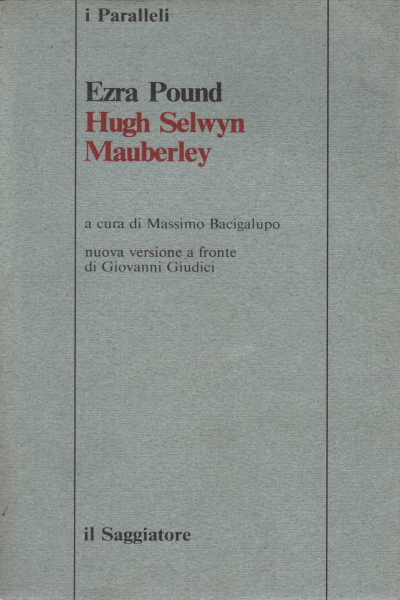 i Paralleli
Ezra Pound
Hugh Selwyn
Mauberley
a cura di Massimo Bacigalupo
nuova versione a fronte
di Giovanni Giudici
il Saggiatore